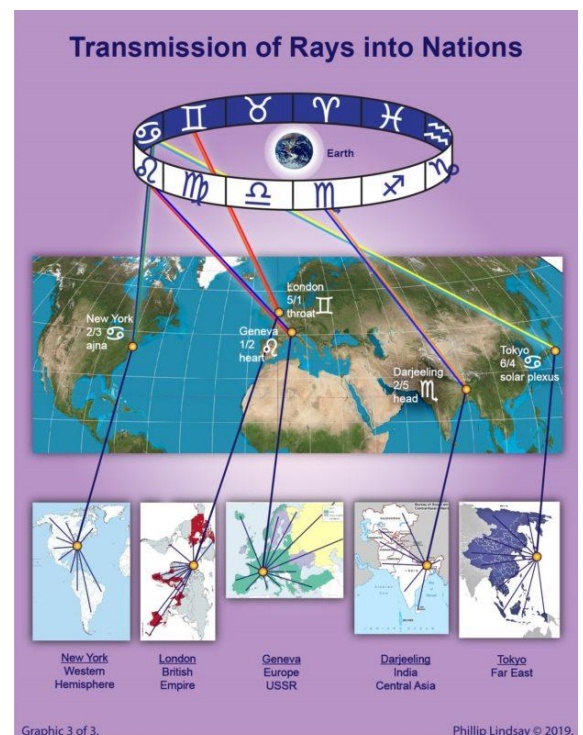 Transmission of Rays into Nations
♋ ♊ ♉ ♈ ♓ ♒
Earth
♌ ♍ ♎ ♏ ♐ ♑
London
5/1
throat
♊
New York
2/3
ajna
♋
Geneva
1/2
heart
♌
Darjeeling
2/5
head
♏
Tokyo
6/4
solar plexus
♋
New York
Western
Hemisphere
London
British
Empire
Geneva
Europe
USSR
Darjeeling
India
Central Asia
Tokyo
Far East
Graphic 3 of 3.
Phillip Lindsay © 2019.